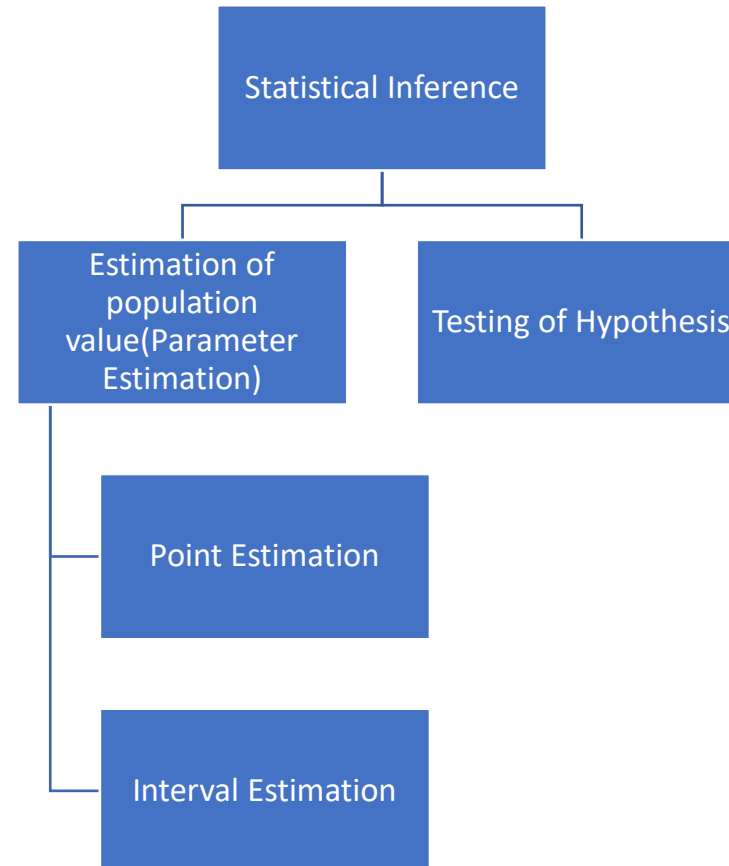 Statistical Inference
Estimation of
population
value(Parameter
Estimation)
Testing of Hypothesis
Point Estimation
Interval Estimation